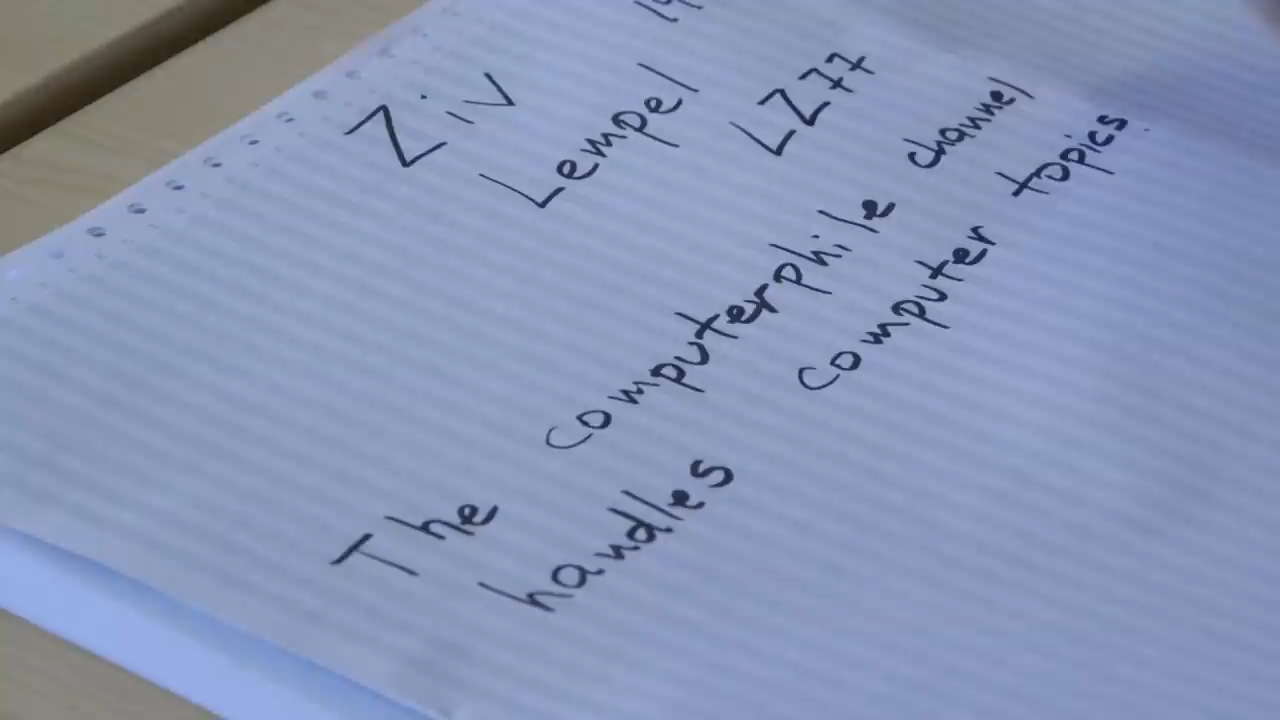 Ziv
Lempel
LZ77
The computerphile channel
handles computer topics.